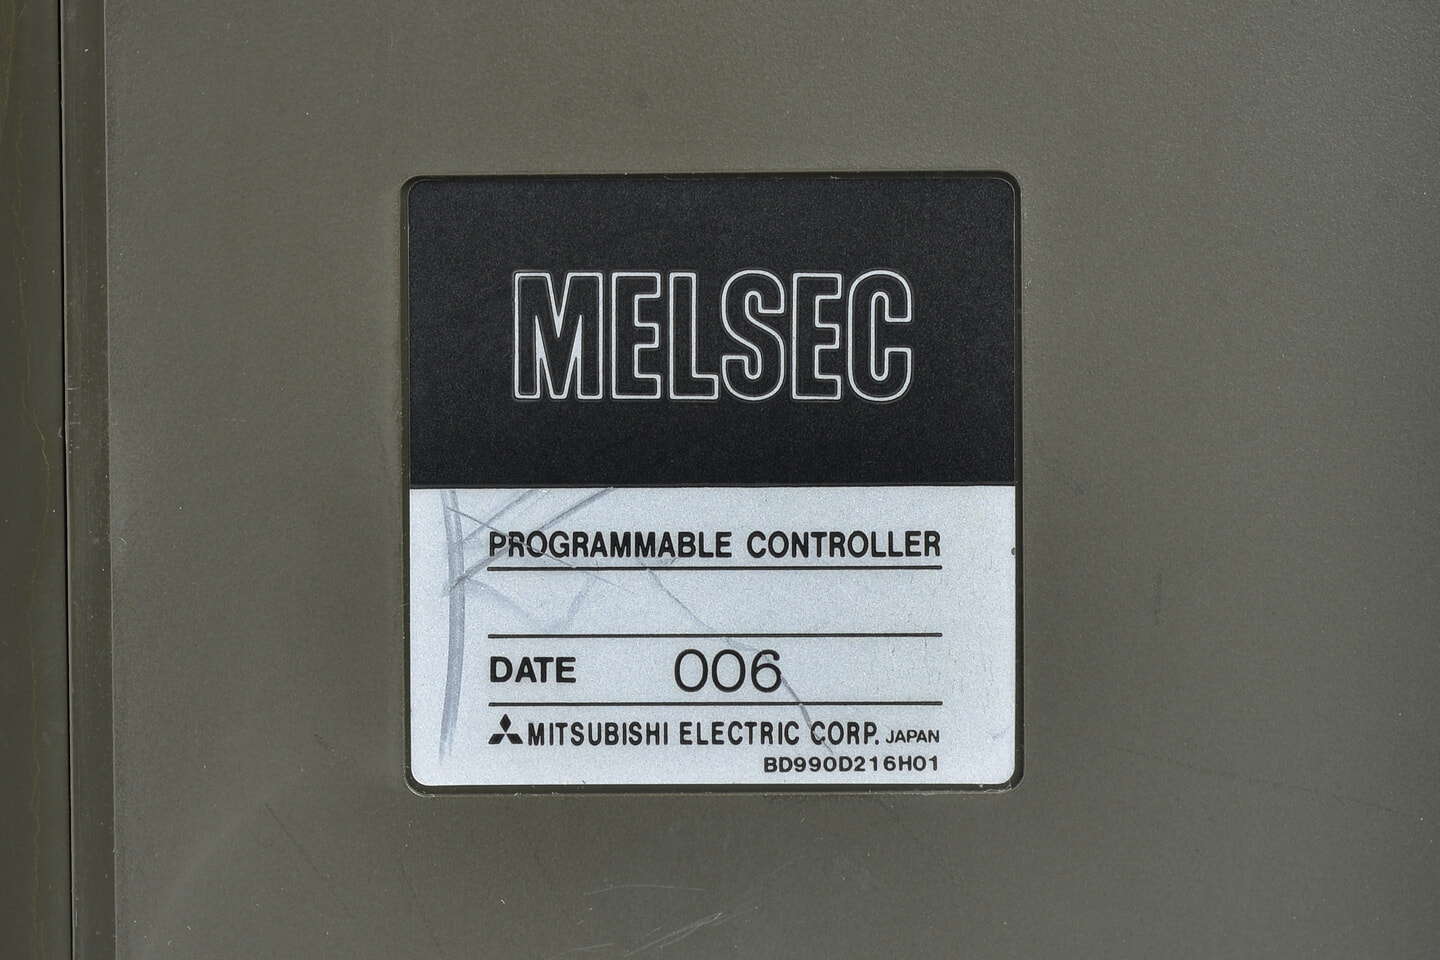 MELSEC
PROGRAMMABLE CONTROLLER
DATE 006
MITSUBISHI ELECTRIC CORP. JAPAN
BD990D216H01